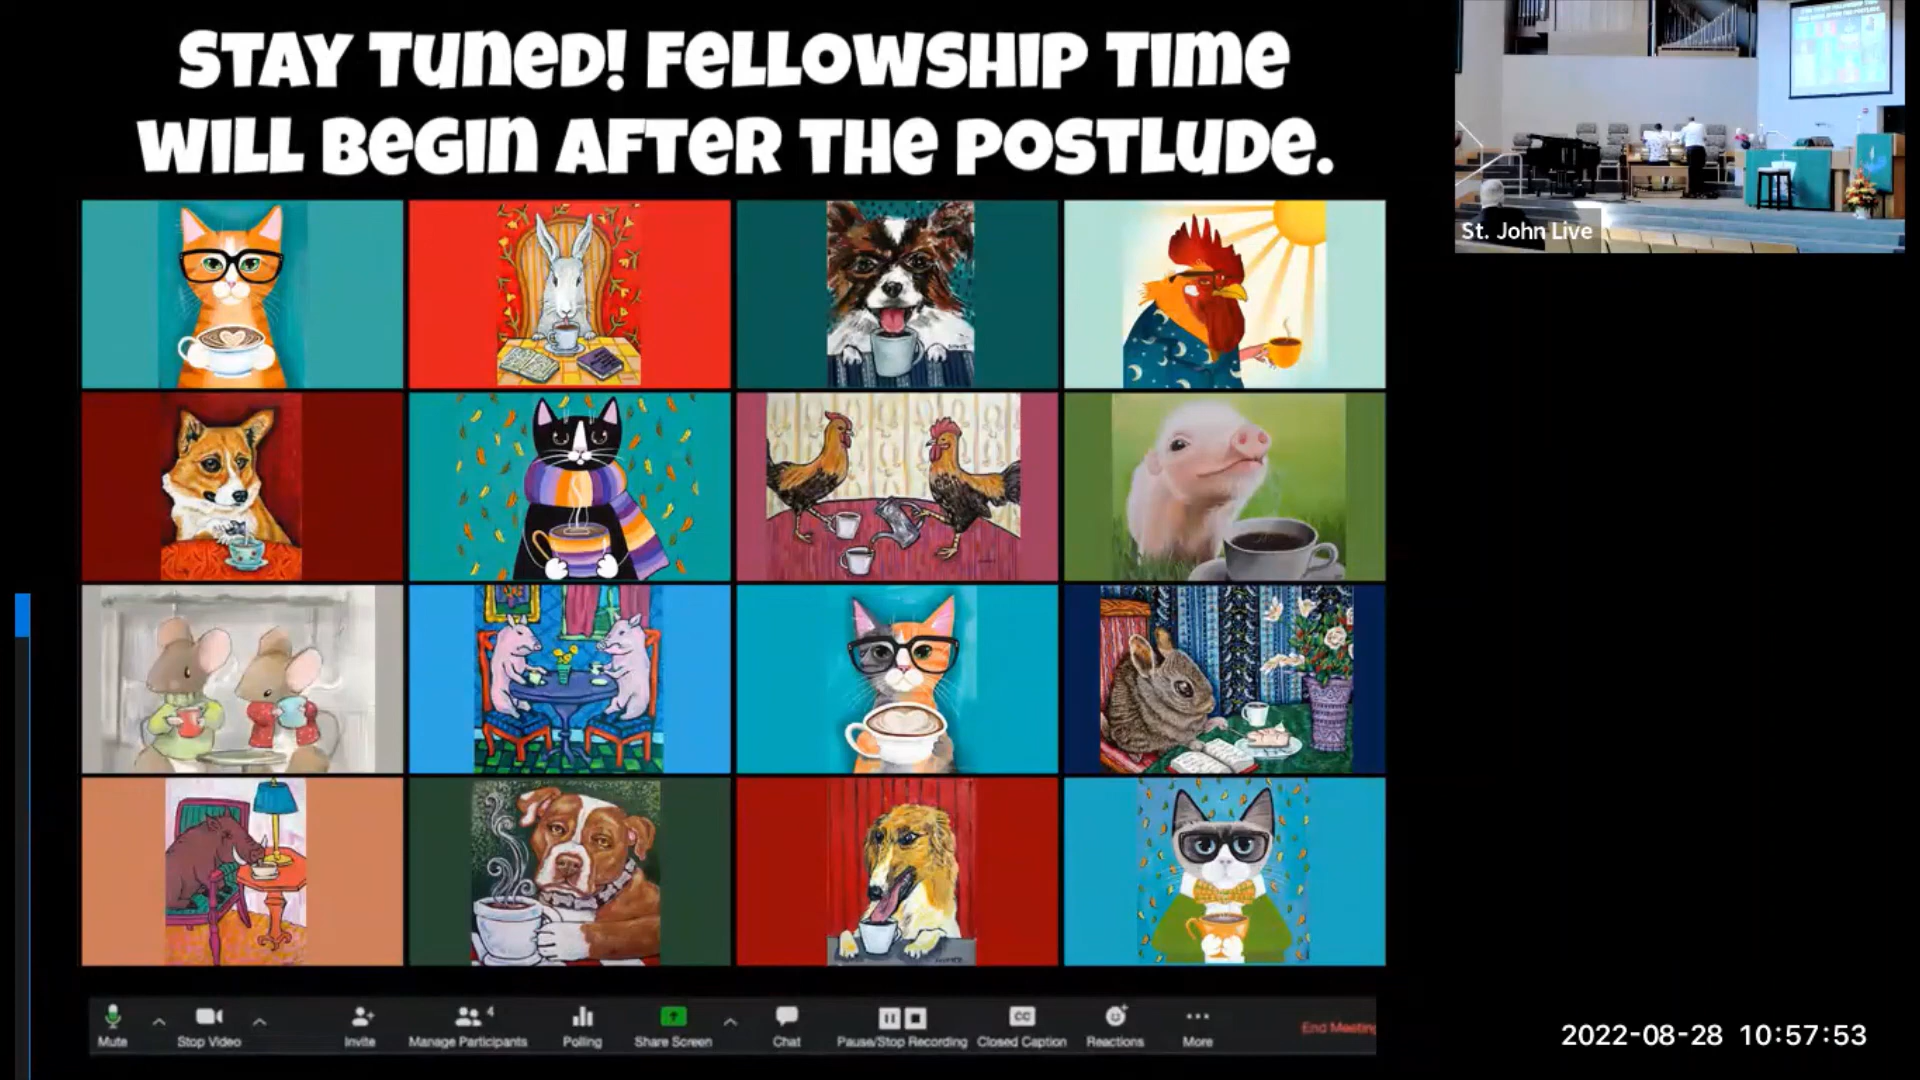 STAY TUNED! FELLOWSHIP TIME
WILL BEGIN AFTER THE POSTLUDE.
St. John Live
Mute
Stop Video
Invite
4
Manage Participants
Polling
Share Screen
Chat
Pause/Stop Recording
CC
Closed Caption
Reactions
More
End Meeting
2022-08-28 10:57:53